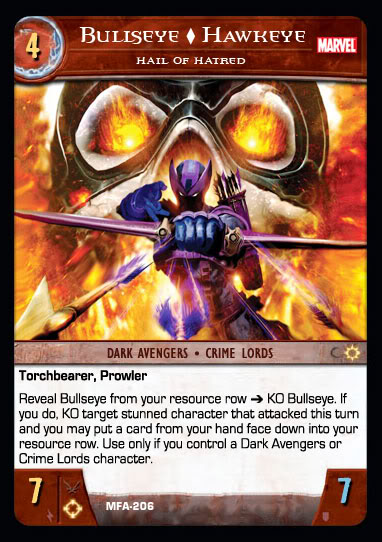 4
Bullseye ♦ Hawkeye
Hail of Hatred
MARVEL
DARK AVENGERS • CRIME LORDS
C
Torchbearer, Prowler
Reveal Bullseye from your resource row ➔ KO Bullseye. If
you do, KO target stunned character that attacked this turn
and you may put a card from your hand face down into your
resource row. Use only if you control a Dark Avengers or
Crime Lords character.
7
MFA-206
7